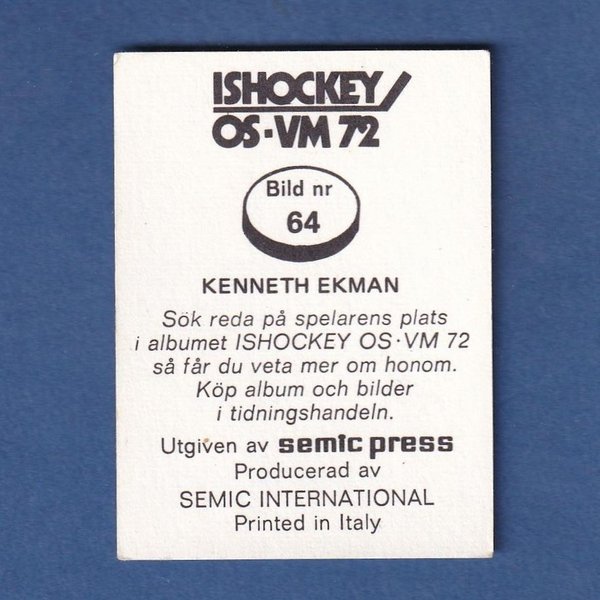 ISHOCKEY
OS·VM 72
Bild nr
64
KENNETH EKMAN
Sök reda på spelarens plats
i albumet ISHOCKEY OS·VM 72
så får du veta mer om honom.
Köp album och bilder
i tidningshandeln.
Utgiven av semic press
Producerad av
SEMIC INTERNATIONAL
Printed in Italy